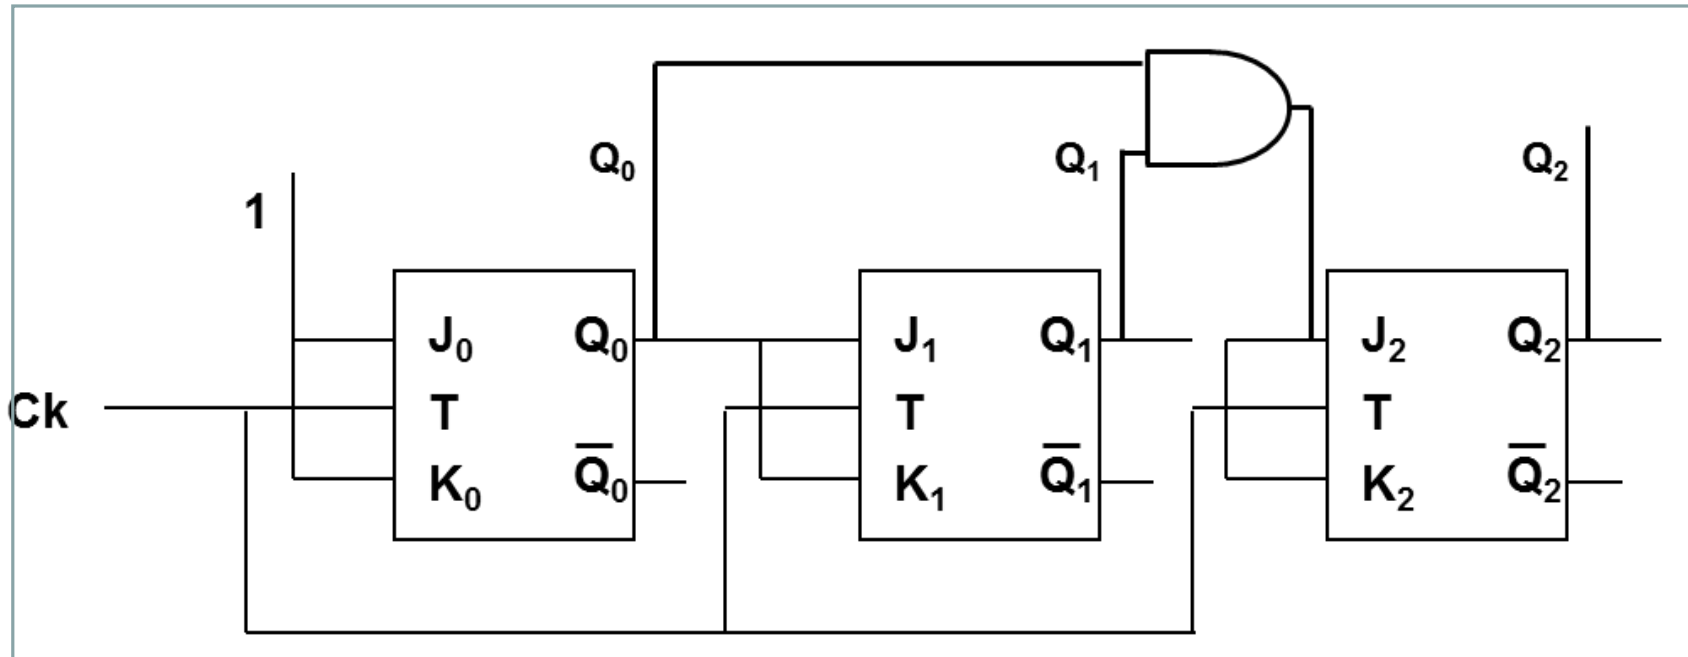 Q₀ Q₁ Q₂
1
J₀ Q₀ J₁ Q₁ J₂ Q₂
Ck T T T
K₀ Q̅₀ K₁ Q̅₁ K₂ Q̅₂